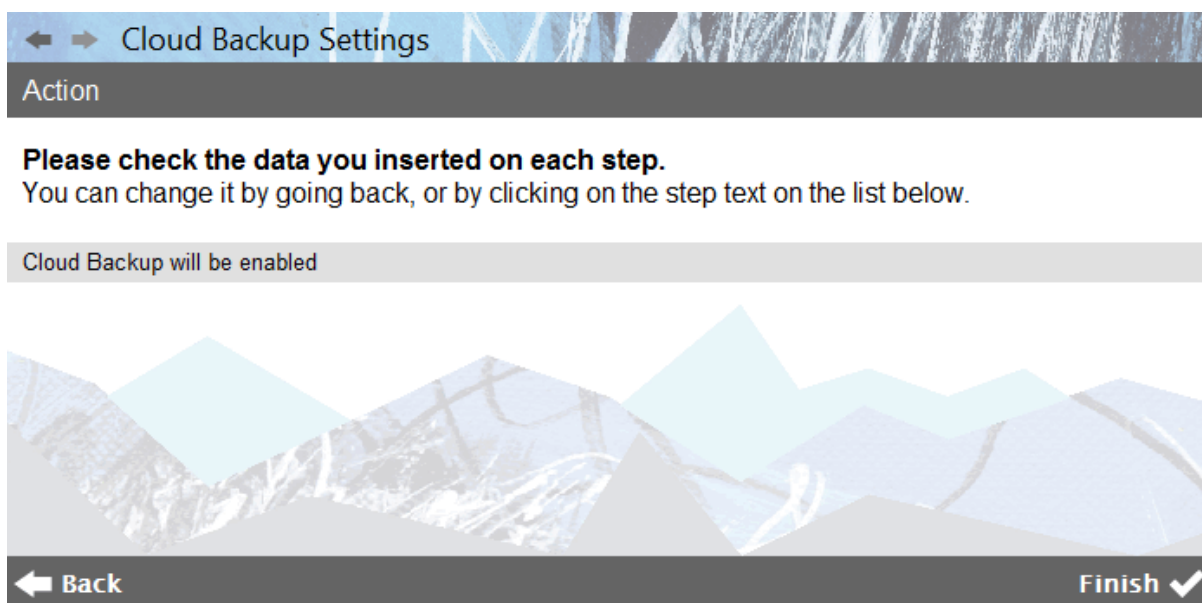 Cloud Backup Settings
Action
Please check the data you inserted on each step.
You can change it by going back, or by clicking on the step text on the list below.
Cloud Backup will be enabled
Back
Finish